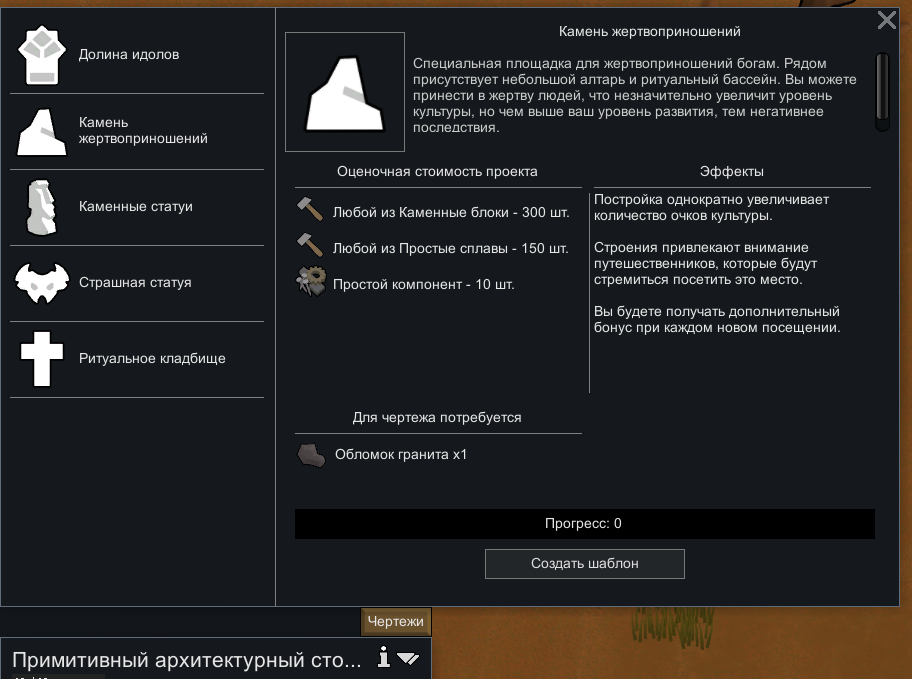 Долина идолов
Камень
жертвоприношений
Каменные статуи
Страшная статуя
Ритуальное кладбище
Камень жертвоприношений
Специальная площадка для жертвоприношений богам. Рядом
присутствует небольшой алтарь и ритуальный бассейн. Вы можете
принести в жертву людей, что незначительно увеличит уровень
культуры, но чем выше ваш уровень развития, тем негативнее
последствия.
Оценочная стоимость проекта
Любой из Каменные блоки - 300 шт.
Любой из Простые сплавы - 150 шт.
Простой компонент - 10 шт.
Эффекты
Постройка однократно увеличивает
количество очков культуры.
Строения привлекают внимание
путешественников, которые будут
стремиться посетить это место.
Вы будете получать дополнительный
бонус при каждом новом посещении.
Для чертежа потребуется
Обломок гранита x1
Прогресс: 0
Создать шаблон
Чертежи
Примитивный архитектурный сто...